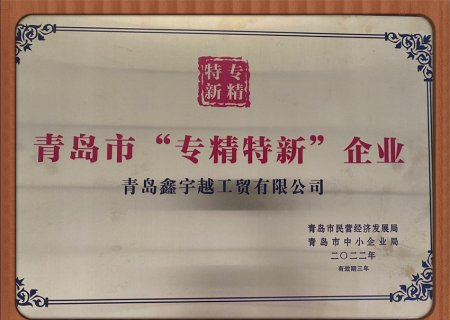 专精
特新
青岛市“专精特新”企业
青岛鑫宇越工贸有限公司
青岛市民营经济发展局
青岛市中小企业局
二〇二二年
有效期三年